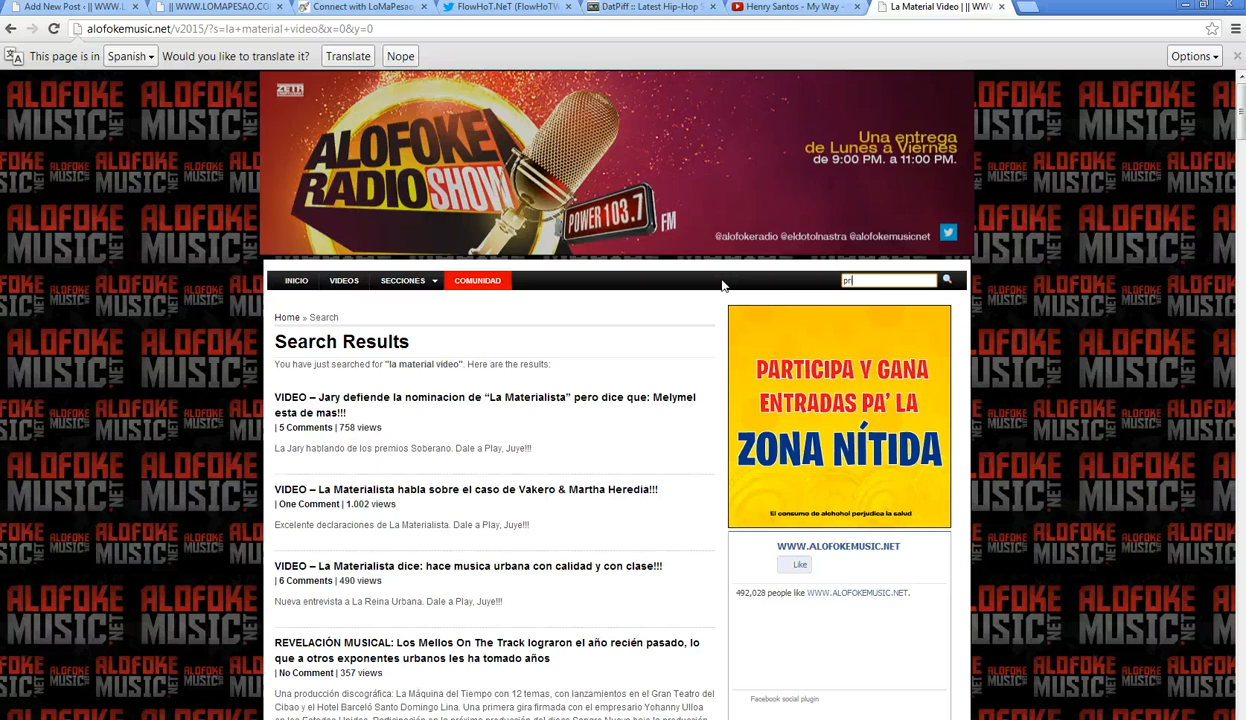 Add New Post ‹ || WWW.L
|| WWW.LOMAPESAO.CO
Connect with LoMaPesao
FlowHoT.NeT (FlowHoTW
DatPiff :: Latest Hip-Hop
Henry Santos - My Way -
La Material Video | || WW
alofokemusic.net/v2015/?s=la+material+video&x=0&y=0
This page is in Spanish Would you like to translate it? Translate Nope Options
ZETA
ALOFOKE
RADIO SHOW
POWER 103.7 FM
Una entrega
de Lunes a Viernes
de 9:00 PM. a 11:00 PM.
@alofokeradio @eldotolnastra @alofokemusicnet
INICIO VIDEOS SECCIONES COMUNIDAD pri
Home » Search
Search Results
You have just searched for "la material video". Here are the results:
VIDEO – Jary defiende la nominacion de “La Materialista” pero dice que: Melymel
esta de mas!!!
| 5 Comments | 758 views
La Jary hablando de los premios Soberano. Dale a Play, Juye!!!
VIDEO – La Materialista habla sobre el caso de Vakero & Martha Heredia!!!
| One Comment | 1.002 views
Excelente declaraciones de La Materialista. Dale a Play, Juye!!!
VIDEO – La Materialista dice: hace musica urbana con calidad y con clase!!!
| 6 Comments | 490 views
Nueva entrevista a La Reina Urbana. Dale a Play, Juye!!!
REVELACIÓN MUSICAL: Los Mellos On The Track lograron el año recién pasado, lo
que a otros exponentes urbanos les ha tomado años
| No Comment | 357 views
Una producción discográfica: La Máquina del Tiempo con 12 temas, con lanzamientos en el Gran Teatro del
Cibao y el Hotel Barceló Santo Domingo Lina. Una primera gira firmada con el empresario Yohanny Ulloa
PARTICIPA Y GANA
ENTRADAS PA' LA
ZONA NÍTIDA
El consumo de alchohol perjudica la salud
WWW.ALOFOKEMUSIC.NET
Like
492,028 people like WWW.ALOFOKEMUSIC.NET.
Facebook social plugin
ALOFOKE
MUSIC.NET